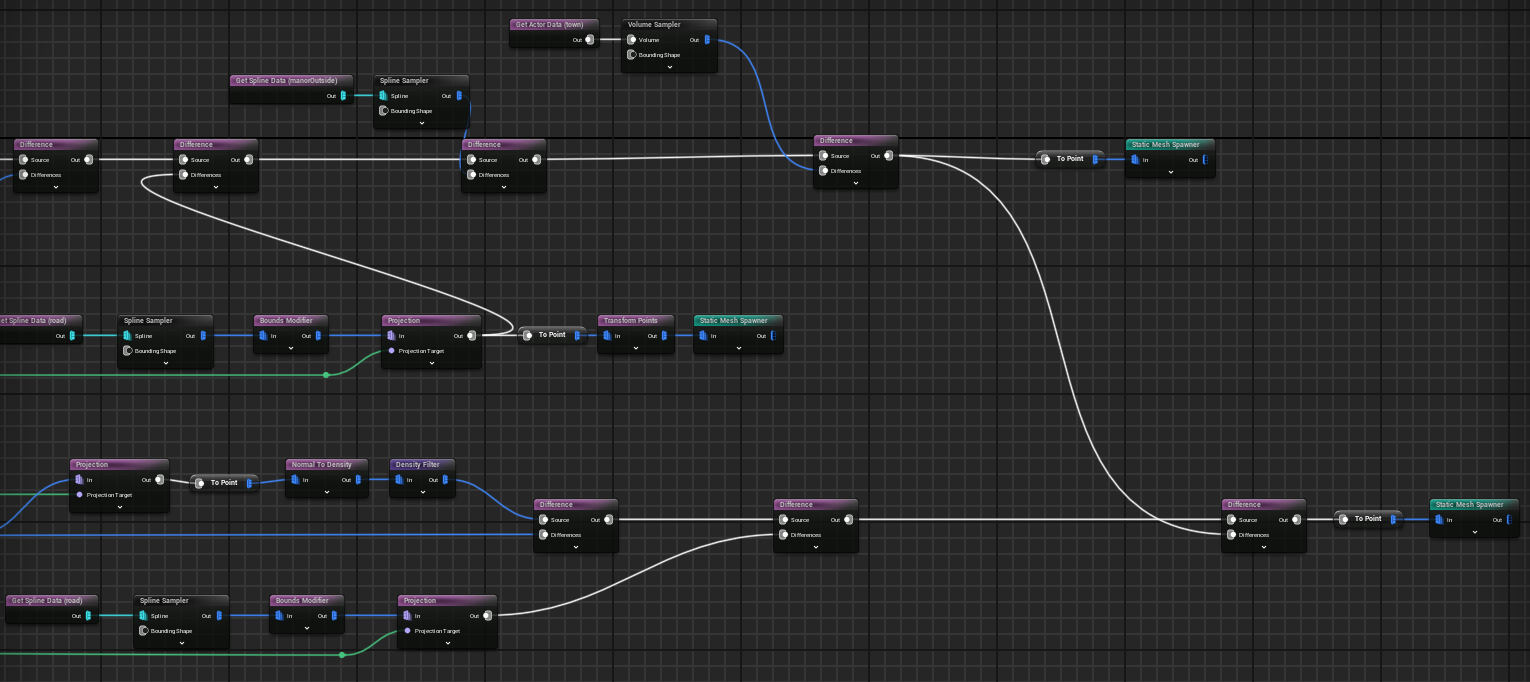 Get Actor Data (town)
Out
Volume Sampler
Volume Out
Bounding Shape
Get Spline Data (manorOutside)
Out
Spline Sampler
Spline Out
Bounding Shape
Difference
Source Out
Differences
Difference
Source Out
Differences
Difference
Source Out
Differences
Difference
Source Out
Differences
To Point
Static Mesh Spawner
In Out
et Spline Data (road)
Out
Spline Sampler
Spline Out
Bounding Shape
Bounds Modifier
In Out
Projection
In Out
Projection Target
To Point
Transform Points
In Out
Static Mesh Spawner
In Out
Projection
In Out
Projection Target
To Point
Normal To Density
In Out
Density Filter
In Out
Difference
Source Out
Differences
Difference
Source Out
Differences
Difference
Source Out
Differences
To Point
Static Mesh Spawner
In Out
Get Spline Data (road)
Out
Spline Sampler
Spline Out
Bounding Shape
Bounds Modifier
In Out
Projection
In Out
Projection Target